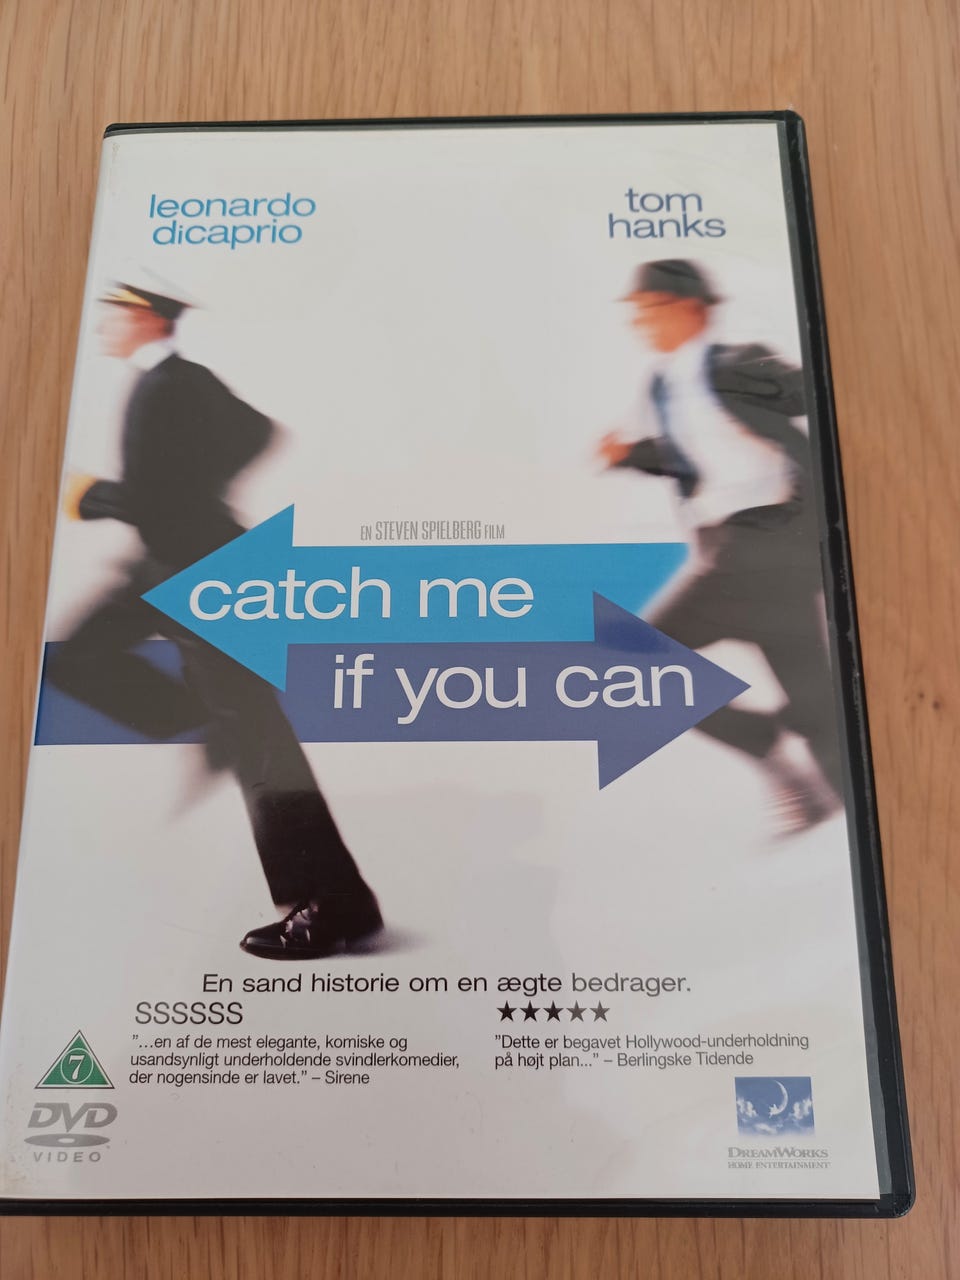 leonardo
dicaprio
tom
hanks
EN STEVEN SPIELBERG FILM
catch me
if you can
En sand historie om en ægte bedrager.
SSSSSS
★★★★★
"...en af de mest elegante, komiske og
usandsynligt underholdende svindlerkomedier,
der nogensinde er lavet." – Sirene
"Dette er begavet Hollywood-underholdning
på højt plan..." – Berlingske Tidende
7
DVD
VIDEO
DREAMWORKS
HOME ENTERTAINMENT